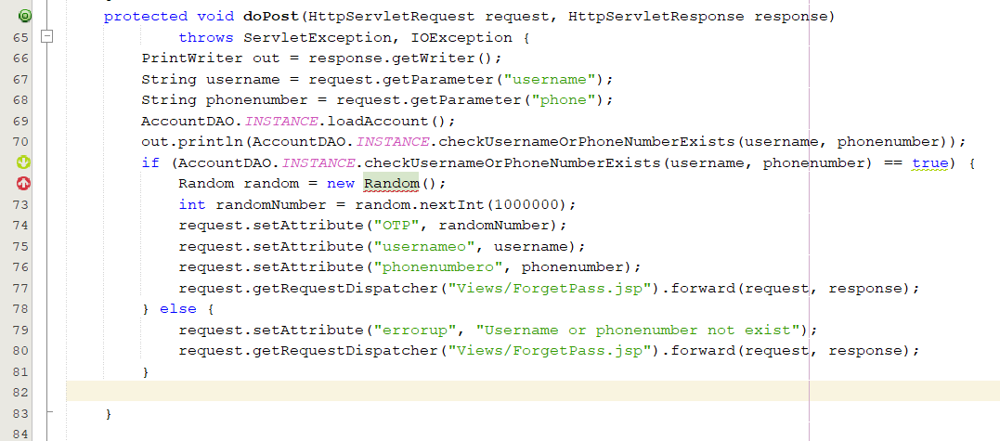 protected void doPost(HttpServletRequest request, HttpServletResponse response)
65 throws ServletException, IOException {
66 PrintWriter out = response.getWriter();
67 String username = request.getParameter("username");
68 String phonenumber = request.getParameter("phone");
69 AccountDAO.INSTANCE.loadAccount();
70 out.println(AccountDAO.INSTANCE.checkUsernameOrPhoneNumberExists(username, phonenumber));
if (AccountDAO.INSTANCE.checkUsernameOrPhoneNumberExists(username, phonenumber) == true) {
Random random = new Random();
73 int randomNumber = random.nextInt(1000000);
74 request.setAttribute("OTP", randomNumber);
75 request.setAttribute("usernameo", username);
76 request.setAttribute("phonenumbero", phonenumber);
77 request.getRequestDispatcher("Views/ForgetPass.jsp").forward(request, response);
78 } else {
79 request.setAttribute("errorup", "Username or phonenumber not exist");
80 request.getRequestDispatcher("Views/ForgetPass.jsp").forward(request, response);
81 }
82
83 }
84